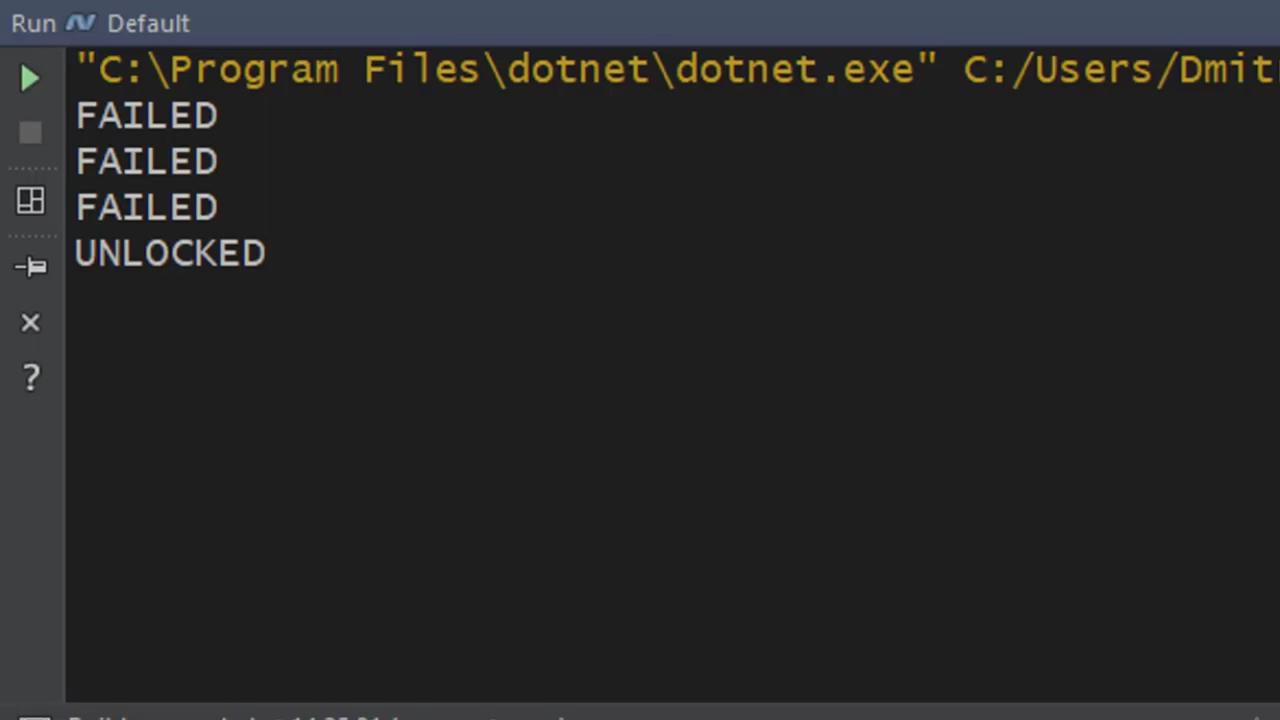 Run Default
"C:\Program Files\dotnet\dotnet.exe" C:/Users/Dmit
FAILED
FAILED
FAILED
UNLOCKED
?